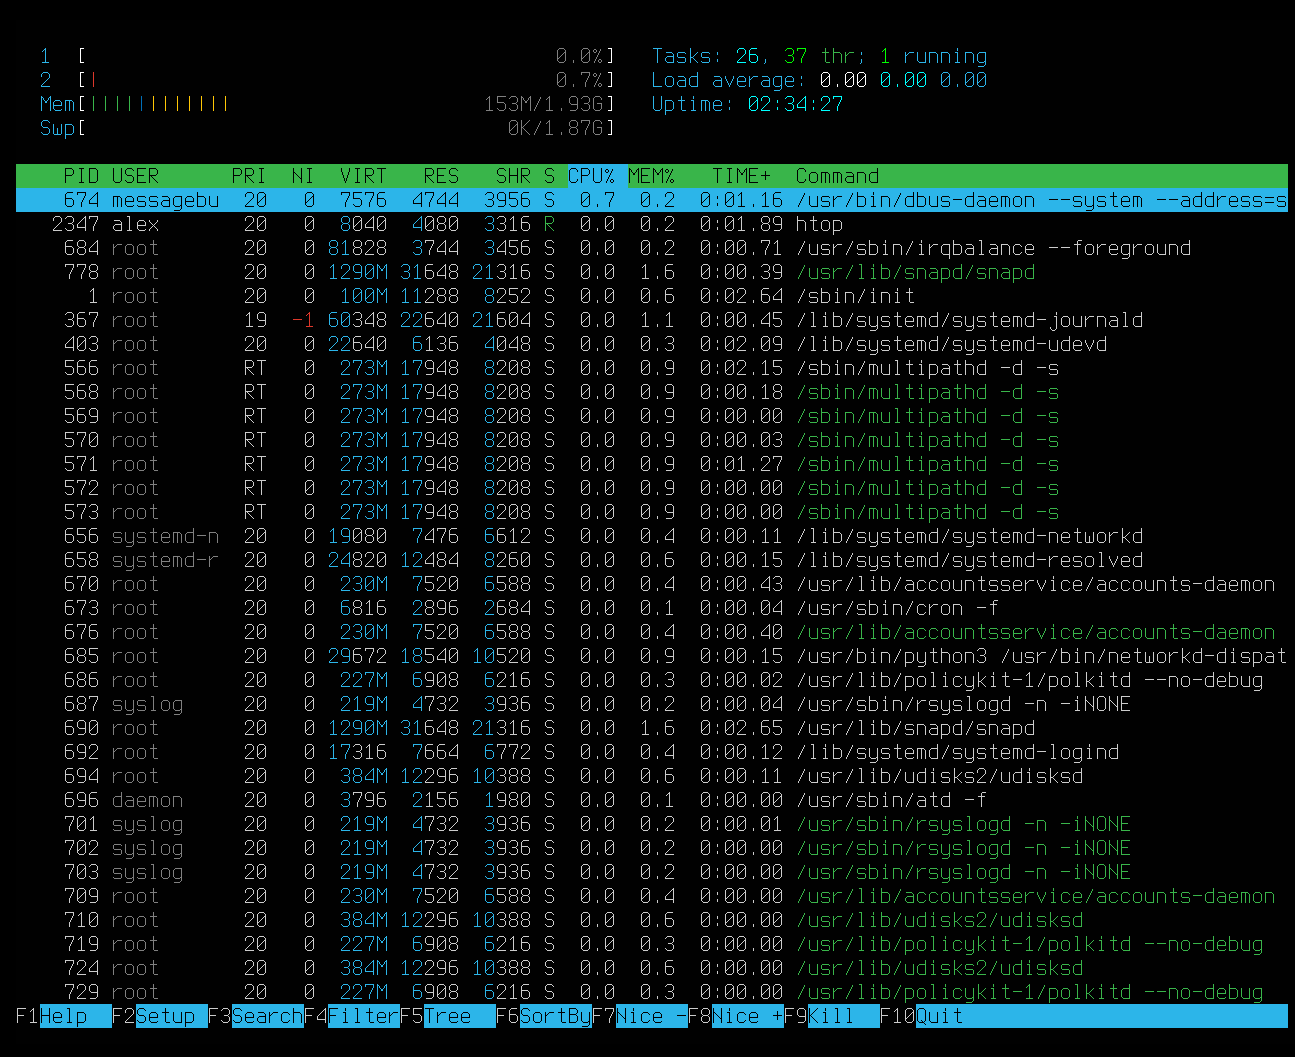 1 [ 0.0%] Tasks: 26, 37 thr; 1 running
2 [| 0.7%] Load average: 0.00 0.00 0.00
Mem[|||||||||||| 153M/1.93G] Uptime: 02:34:27
Swp[ 0K/1.87G]
PID USER PRI NI VIRT RES SHR S CPU% MEM% TIME+ Command
674 messagebu 20 0 7576 4744 3956 S 0.7 0.2 0:01.16 /usr/bin/dbus-daemon --system --address=s
2347 alex 20 0 8040 4080 3316 R 0.0 0.2 0:01.89 htop
684 root 20 0 81828 3744 3456 S 0.0 0.2 0:00.71 /usr/sbin/irqbalance --foreground
778 root 20 0 1290M 31648 21316 S 0.0 1.6 0:00.39 /usr/lib/snapd/snapd
1 root 20 0 100M 11288 8252 S 0.0 0.6 0:02.64 /sbin/init
367 root 19 -1 60348 22640 21604 S 0.0 1.1 0:00.45 /lib/systemd/systemd-journald
403 root 20 0 22640 6136 4048 S 0.0 0.3 0:02.09 /lib/systemd/systemd-udevd
566 root RT 0 273M 17948 8208 S 0.0 0.9 0:02.15 /sbin/multipathd -d -s
568 root RT 0 273M 17948 8208 S 0.0 0.9 0:00.18 /sbin/multipathd -d -s
569 root RT 0 273M 17948 8208 S 0.0 0.9 0:00.00 /sbin/multipathd -d -s
570 root RT 0 273M 17948 8208 S 0.0 0.9 0:00.03 /sbin/multipathd -d -s
571 root RT 0 273M 17948 8208 S 0.0 0.9 0:01.27 /sbin/multipathd -d -s
572 root RT 0 273M 17948 8208 S 0.0 0.9 0:00.00 /sbin/multipathd -d -s
573 root RT 0 273M 17948 8208 S 0.0 0.9 0:00.00 /sbin/multipathd -d -s
656 systemd-n 20 0 19080 7476 6612 S 0.0 0.4 0:00.11 /lib/systemd/systemd-networkd
658 systemd-r 20 0 24820 12484 8260 S 0.0 0.6 0:00.15 /lib/systemd/systemd-resolved
670 root 20 0 230M 7520 6588 S 0.0 0.4 0:00.43 /usr/lib/accountsservice/accounts-daemon
673 root 20 0 6816 2896 2684 S 0.0 0.1 0:00.04 /usr/sbin/cron -f
676 root 20 0 230M 7520 6588 S 0.0 0.4 0:00.40 /usr/lib/accountsservice/accounts-daemon
685 root 20 0 29672 18540 10520 S 0.0 0.9 0:00.15 /usr/bin/python3 /usr/bin/networkd-dispat
686 root 20 0 227M 6908 6216 S 0.0 0.3 0:00.02 /usr/lib/policykit-1/polkitd --no-debug
687 syslog 20 0 219M 4732 3936 S 0.0 0.2 0:00.04 /usr/sbin/rsyslogd -n -iNONE
690 root 20 0 1290M 31648 21316 S 0.0 1.6 0:02.65 /usr/lib/snapd/snapd
692 root 20 0 17316 7664 6772 S 0.0 0.4 0:00.12 /lib/systemd/systemd-logind
694 root 20 0 384M 12296 10388 S 0.0 0.6 0:00.11 /usr/lib/udisks2/udisksd
696 daemon 20 0 3796 2156 1980 S 0.0 0.1 0:00.00 /usr/sbin/atd -f
701 syslog 20 0 219M 4732 3936 S 0.0 0.2 0:00.01 /usr/sbin/rsyslogd -n -iNONE
702 syslog 20 0 219M 4732 3936 S 0.0 0.2 0:00.00 /usr/sbin/rsyslogd -n -iNONE
703 syslog 20 0 219M 4732 3936 S 0.0 0.2 0:00.00 /usr/sbin/rsyslogd -n -iNONE
709 root 20 0 230M 7520 6588 S 0.0 0.4 0:00.00 /usr/lib/accountsservice/accounts-daemon
710 root 20 0 384M 12296 10388 S 0.0 0.6 0:00.00 /usr/lib/udisks2/udisksd
719 root 20 0 227M 6908 6216 S 0.0 0.3 0:00.00 /usr/lib/policykit-1/polkitd --no-debug
724 root 20 0 384M 12296 10388 S 0.0 0.6 0:00.00 /usr/lib/udisks2/udisksd
729 root 20 0 227M 6908 6216 S 0.0 0.3 0:00.00 /usr/lib/policykit-1/polkitd --no-debug
F1Help F2Setup F3SearchF4FilterF5Tree F6SortByF7Nice -F8Nice +F9Kill F10Quit